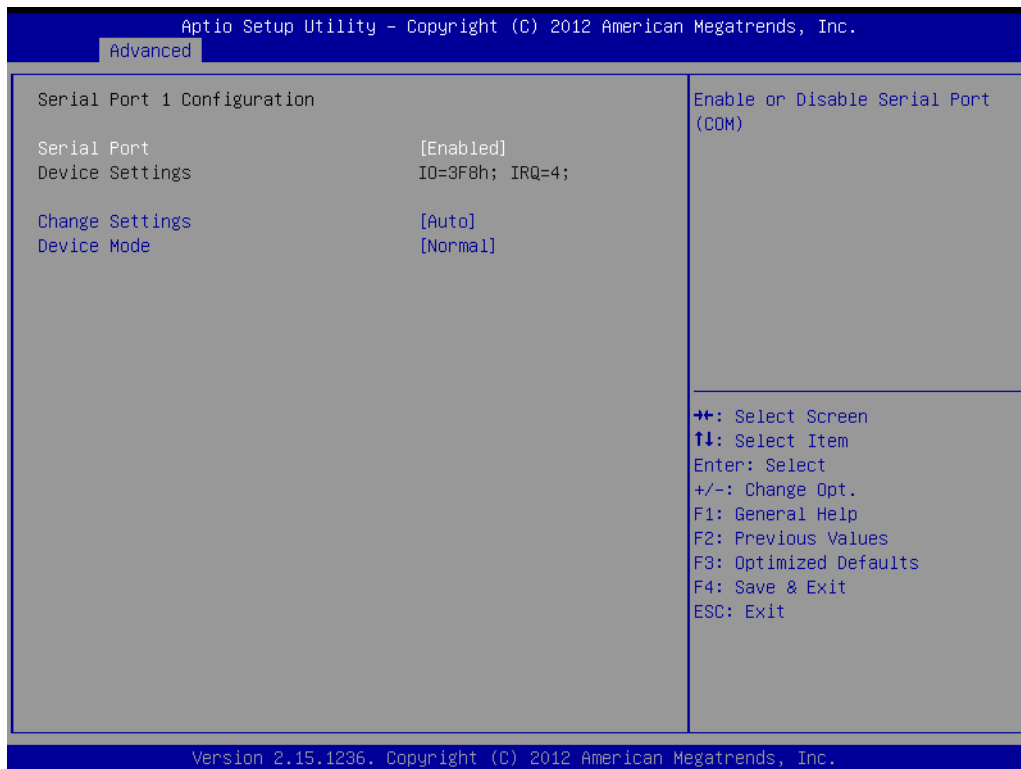 Aptio Setup Utility – Copyright (C) 2012 American Megatrends, Inc.
Advanced
Serial Port 1 Configuration
Serial Port [Enabled]
Device Settings IO=3F8h; IRQ=4;
Change Settings [Auto]
Device Mode [Normal]
Enable or Disable Serial Port
(COM)
→←: Select Screen
↑↓: Select Item
Enter: Select
+/-: Change Opt.
F1: General Help
F2: Previous Values
F3: Optimized Defaults
F4: Save & Exit
ESC: Exit
Version 2.15.1236. Copyright (C) 2012 American Megatrends, Inc.